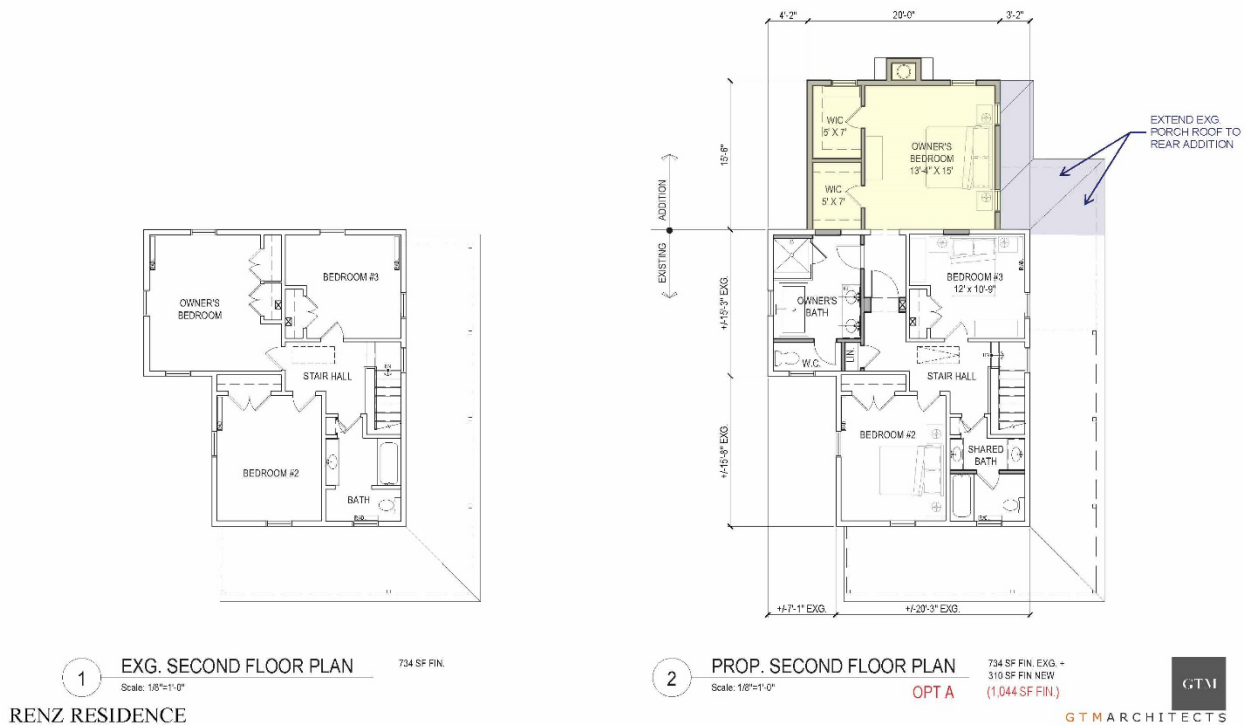 4'-2"
20'-0"
3'-2"
EXTEND EXG.
PORCH ROOF TO
REAR ADDITION
WIC
5' X 7'
OWNER'S
BEDROOM
13'-4" X 15'
WIC
5' X 7'
15'-6"
ADDITION
EXISTING
OWNER'S
BEDROOM
BEDROOM #3
STAIR HALL
BEDROOM #2
BATH
+/-15'-3" EXG.
+/-15'-8" EXG.
OWNER'S
BATH
BEDROOM #3
12' x 10'-9"
W.C.
LIN.
STAIR HALL
BEDROOM #2
SHARED
BATH
+/-7'-1" EXG.
+/-20'-3" EXG.
1
EXG. SECOND FLOOR PLAN
734 SF FIN.
Scale: 1/8"=1'-0"
2
PROP. SECOND FLOOR PLAN
734 SF FIN. EXG. +
310 SF FIN NEW
Scale: 1/8"=1'-0"
OPT A
(1,044 SF FIN.)
RENZ RESIDENCE
GTM
GTMARCHITECTS